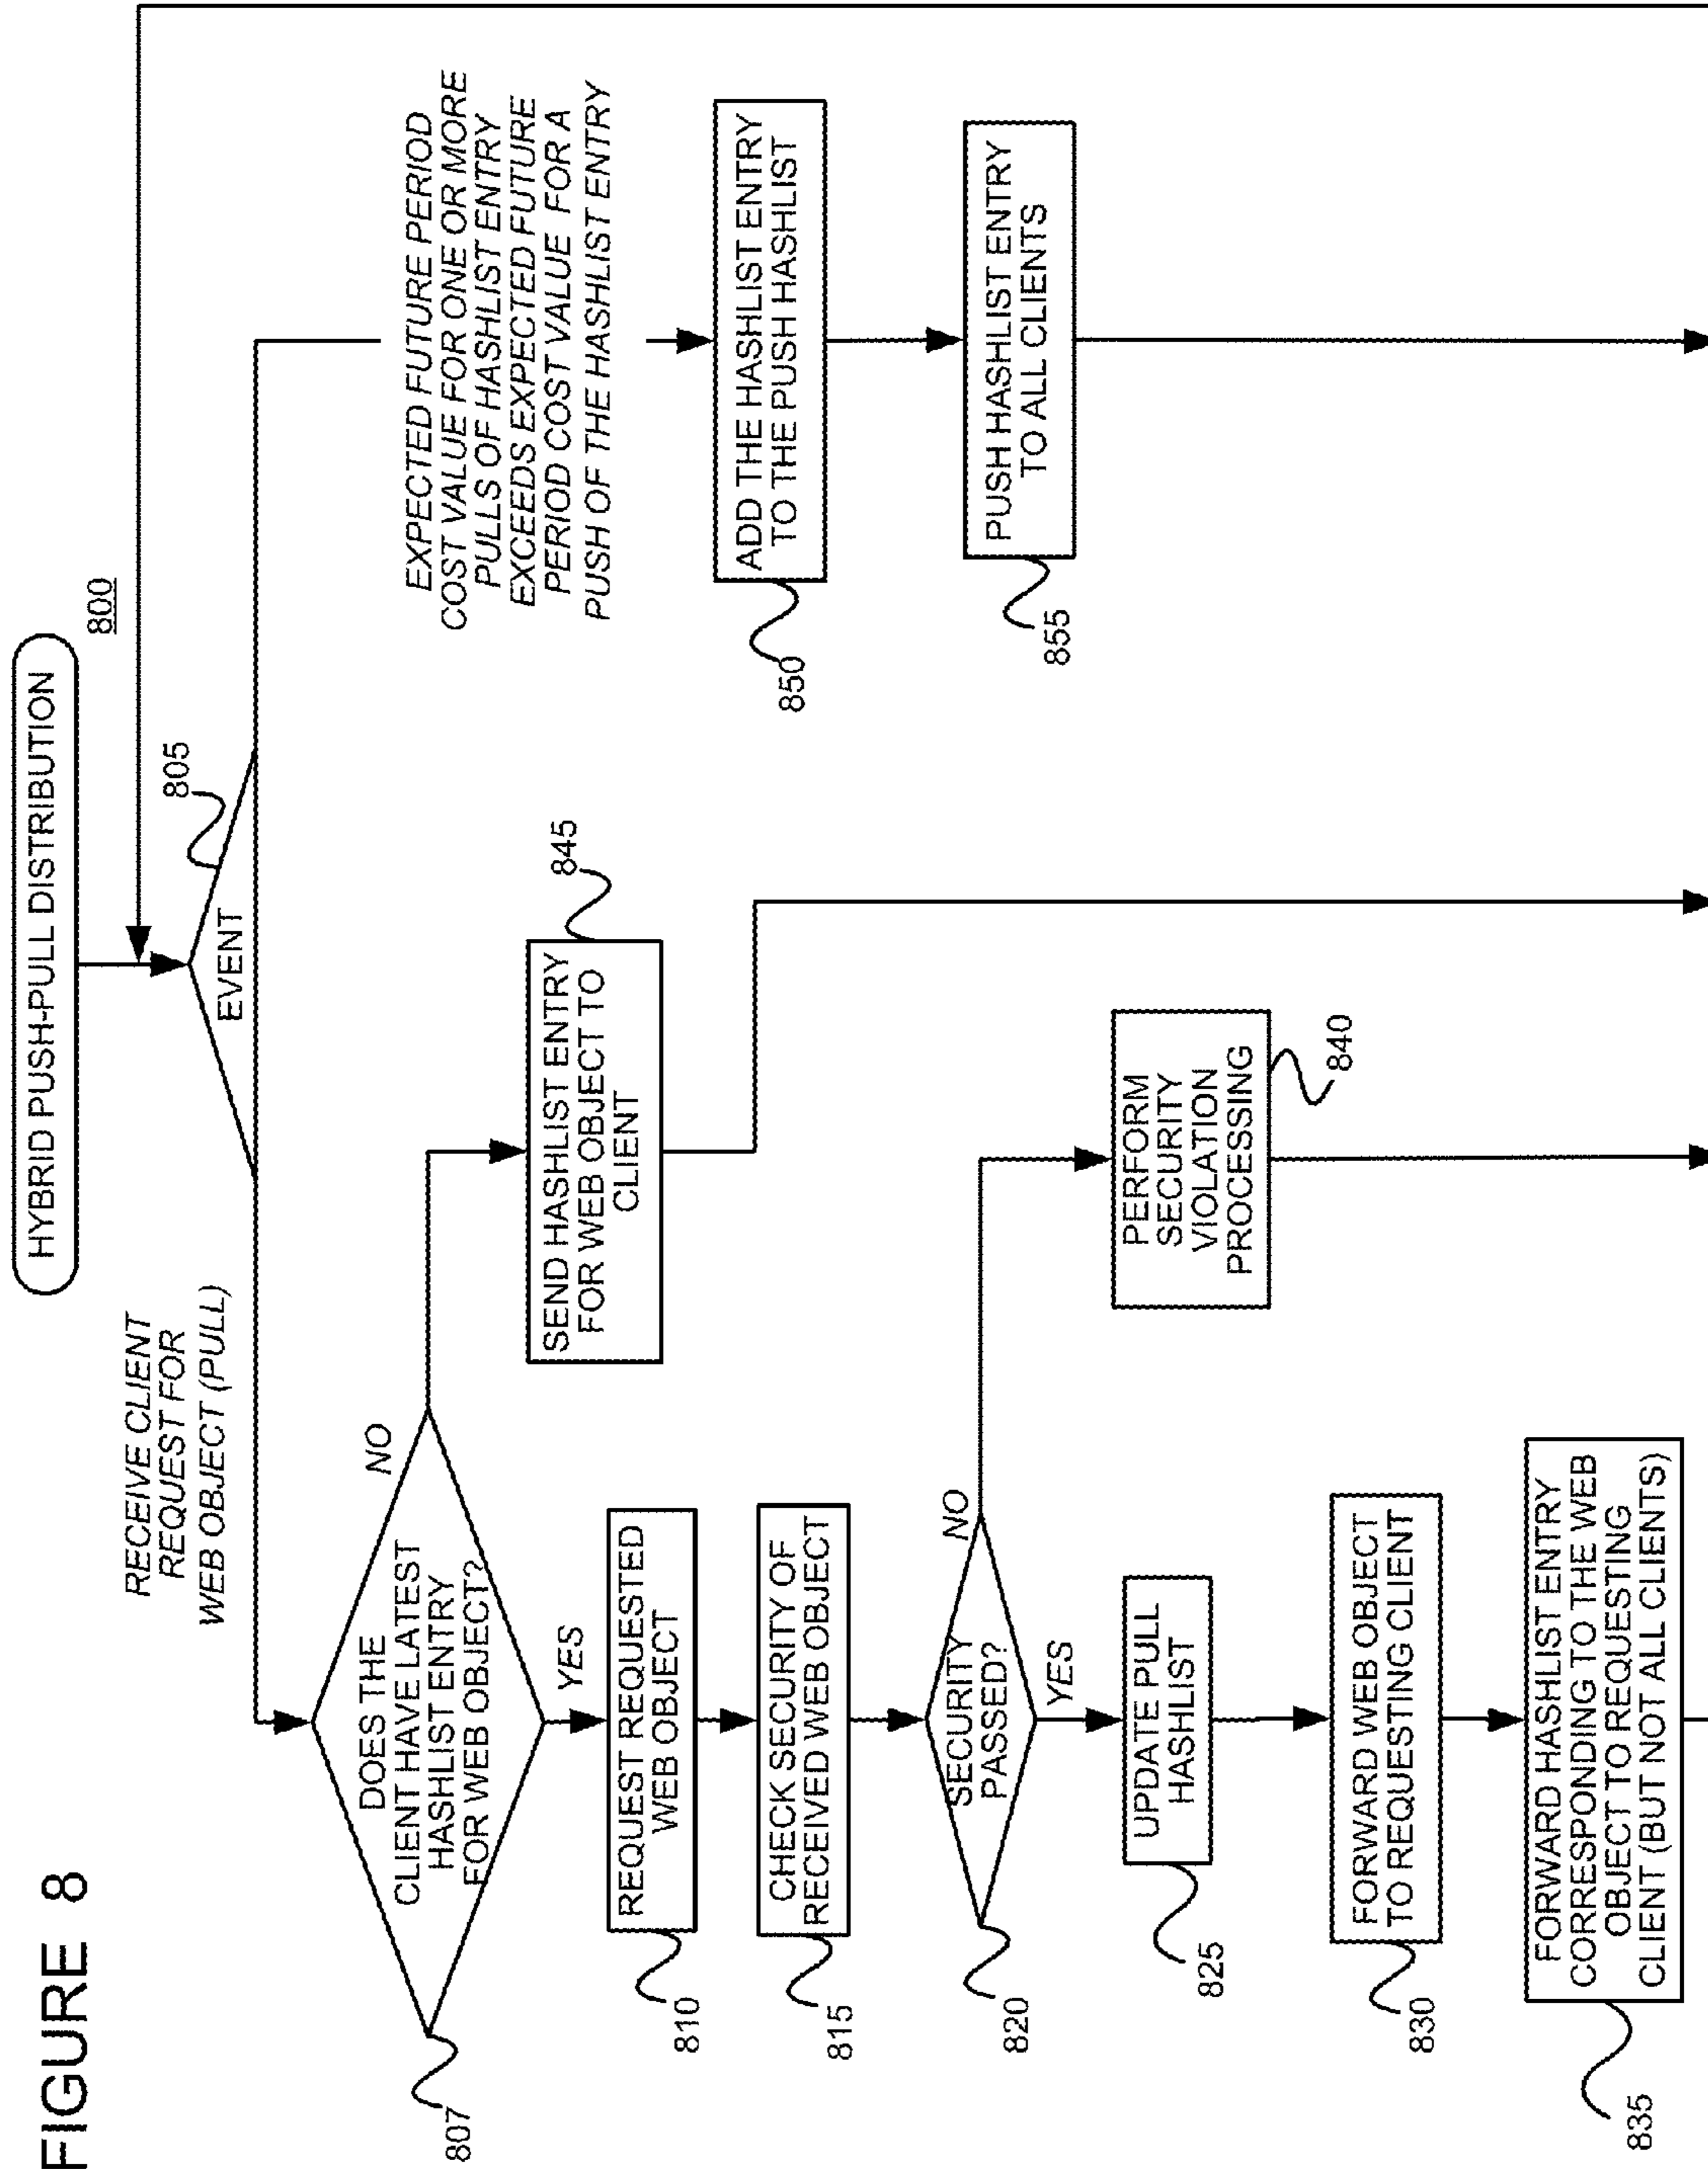 FIGURE 8
HYBRID PUSH-PULL DISTRIBUTION
800
EVENT
805
RECEIVE CLIENT
REQUEST FOR
WEB OBJECT (PULL)
DOES THE
CLIENT HAVE LATEST
HASHLIST ENTRY
FOR WEB OBJECT?
807
NO
YES
SEND HASHLIST ENTRY
FOR WEB OBJECT TO
CLIENT
845
REQUEST REQUESTED
WEB OBJECT
810
CHECK SECURITY OF
RECEIVED WEB OBJECT
815
SECURITY
PASSED?
820
NO
YES
PERFORM
SECURITY
VIOLATION
PROCESSING
840
UPDATE PULL
HASHLIST
825
FORWARD WEB OBJECT
TO REQUESTING CLIENT
830
FORWARD HASHLIST ENTRY
CORRESPONDING TO THE WEB
OBJECT TO REQUESTING
CLIENT (BUT NOT ALL CLIENTS)
835
EXPECTED FUTURE PERIOD
COST VALUE FOR ONE OR MORE
PULLS OF HASHLIST ENTRY
EXCEEDS EXPECTED FUTURE
PERIOD COST VALUE FOR A
PUSH OF THE HASHLIST ENTRY
ADD THE HASHLIST ENTRY
TO THE PUSH HASHLIST
850
PUSH HASHLIST ENTRY
TO ALL CLIENTS
855